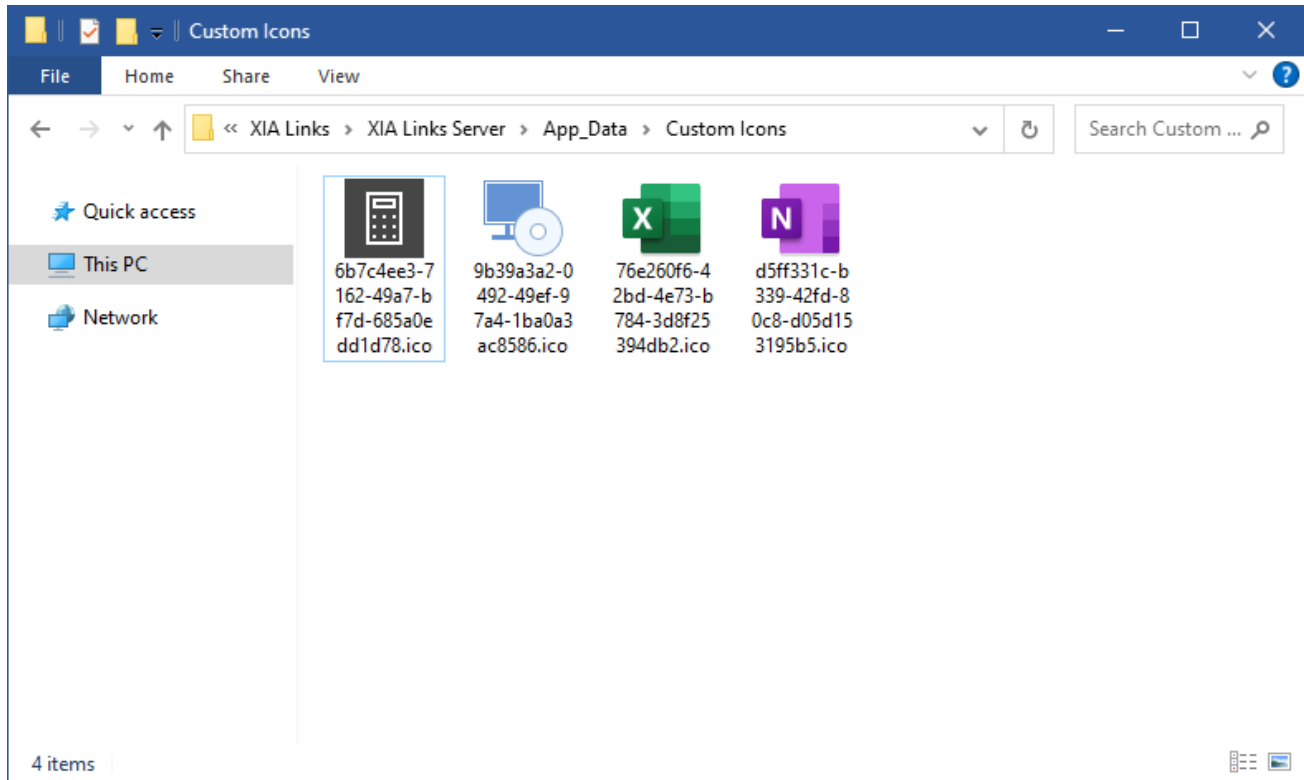 Custom Icons
File Home Share View
?
« XIA Links › XIA Links Server › App_Data › Custom Icons
Search Custom ...
Quick access
This PC
Network
X
N
6b7c4ee3-7
162-49a7-b
f7d-685a0e
dd1d78.ico
9b39a3a2-0
492-49ef-9
7a4-1ba0a3
ac8586.ico
76e260f6-4
2bd-4e73-b
784-3d8f25
394db2.ico
d5ff331c-b
339-42fd-8
0c8-d05d15
3195b5.ico
4 items